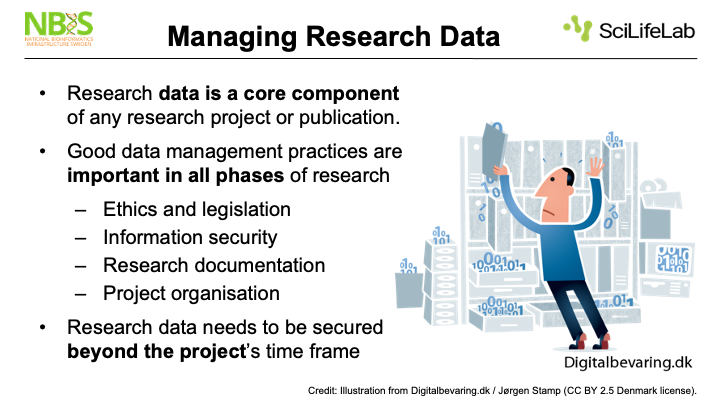 NBIS
NATIONAL BIOINFORMATICS
INFRASTRUCTURE SWEDEN
Managing Research Data
SciLifeLab
• Research data is a core component
of any research project or publication.
• Good data management practices are
important in all phases of research
– Ethics and legislation
– Information security
– Research documentation
– Project organisation
• Research data needs to be secured
beyond the project's time frame
Digitalbevaring.dk
Credit: Illustration from Digitalbevaring.dk / Jørgen Stamp (CC BY 2.5 Denmark license).